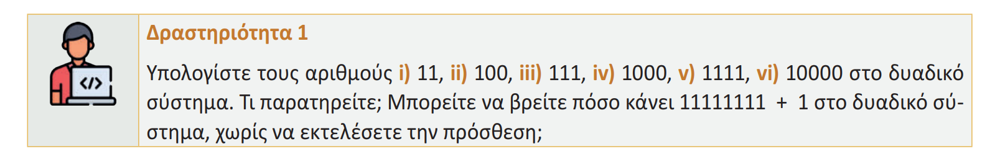 Δραστηριότητα 1
</>
Υπολογίστε τους αριθμούς i) 11, ii) 100, iii) 111, iv) 1000, v) 1111, vi) 10000 στο δυαδικό
σύστημα. Τι παρατηρείτε; Μπορείτε να βρείτε πόσο κάνει 11111111 + 1 στο δυαδικό σύ-
στημα, χωρίς να εκτελέσετε την πρόσθεση;